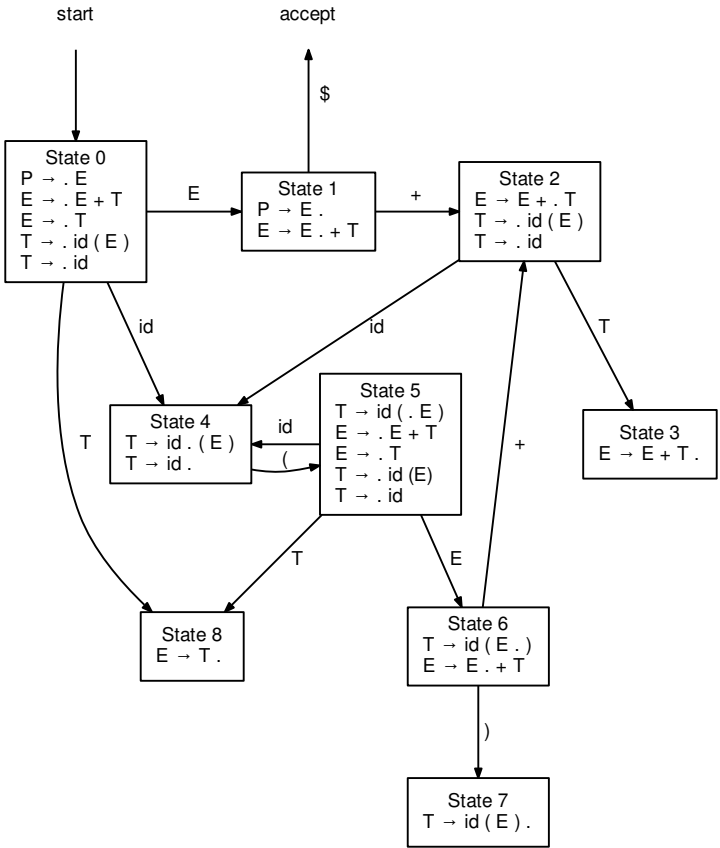 start
accept
$
State 0
P → . E
E → . E + T
E → . T
T → . id ( E )
T → . id
E
State 1
P → E .
E → E . + T
+
State 2
E → E + . T
T → . id ( E )
T → . id
id
id
T
T
State 4
T → id . ( E )
T → id .
id
(
State 5
T → id ( . E )
E → . E + T
E → . T
T → . id (E)
T → . id
+
State 3
E → E + T .
T
E
State 8
E → T .
State 6
T → id ( E . )
E → E . + T
)
State 7
T → id ( E ) .